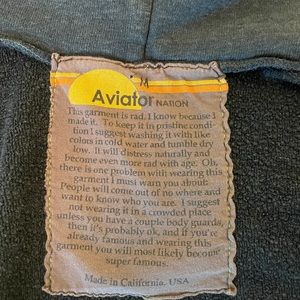 M
Aviator NATION
This garment is rad. I know because I
made it. To keep it in pristine condi-
tion I suggest washing it with like
colors in cold water and tumble dry
low. It will distress naturally and
become even more rad with age. Oh,
there is one problem with wearing this
garment i must warn you about:
People will come out of no where and
want to know who you are. I suggest
not wearing it in a crowded place
unless you have a couple body guards,
then it's probably ok, and if you're
already famous and wearing this
garment you will most likely become
super famous.
Made in California, USA